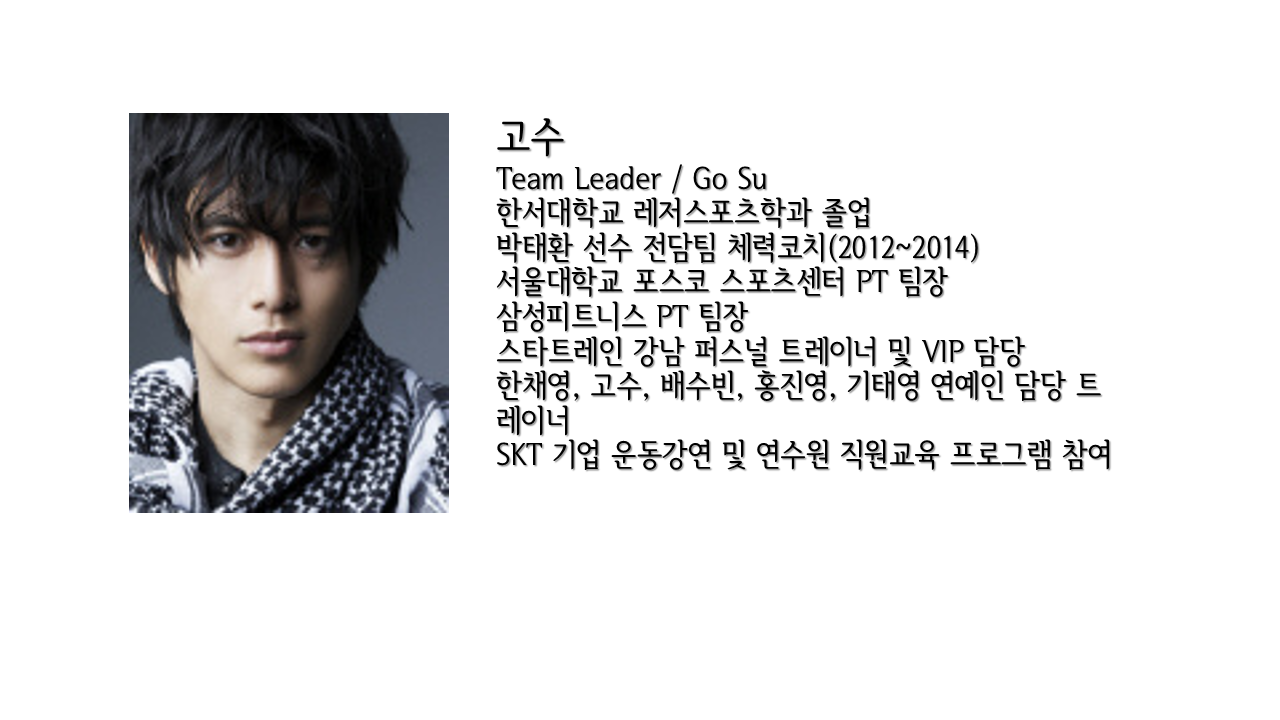 고수
Team Leader / Go Su
한서대학교 레저스포츠학과 졸업
박태환 선수 전담팀 체력코치(2012~2014)
서울대학교 포스코 스포츠센터 PT 팀장
삼성피트니스 PT 팀장
스타트레인 강남 퍼스널 트레이너 및 VIP 담당
한채영, 고수, 배수빈, 홍진영, 기태영 연예인 담당 트
레이너
SKT 기업 운동강연 및 연수원 직원교육 프로그램 참여